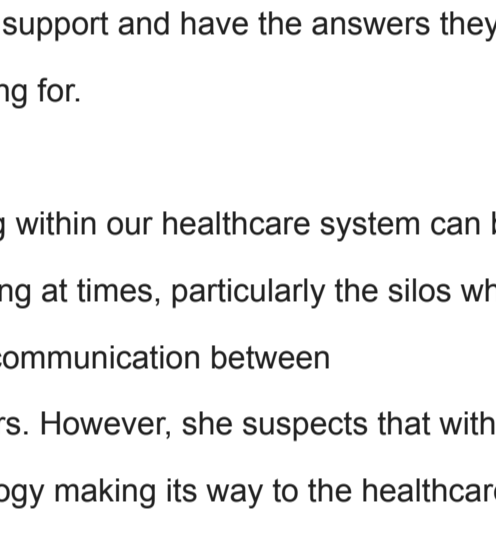 support and have the answers they
ng for.
within our healthcare system can
ng at times, particularly the silos wh
communication between
rs. However, she suspects that with
ogy making its way to the healthcar